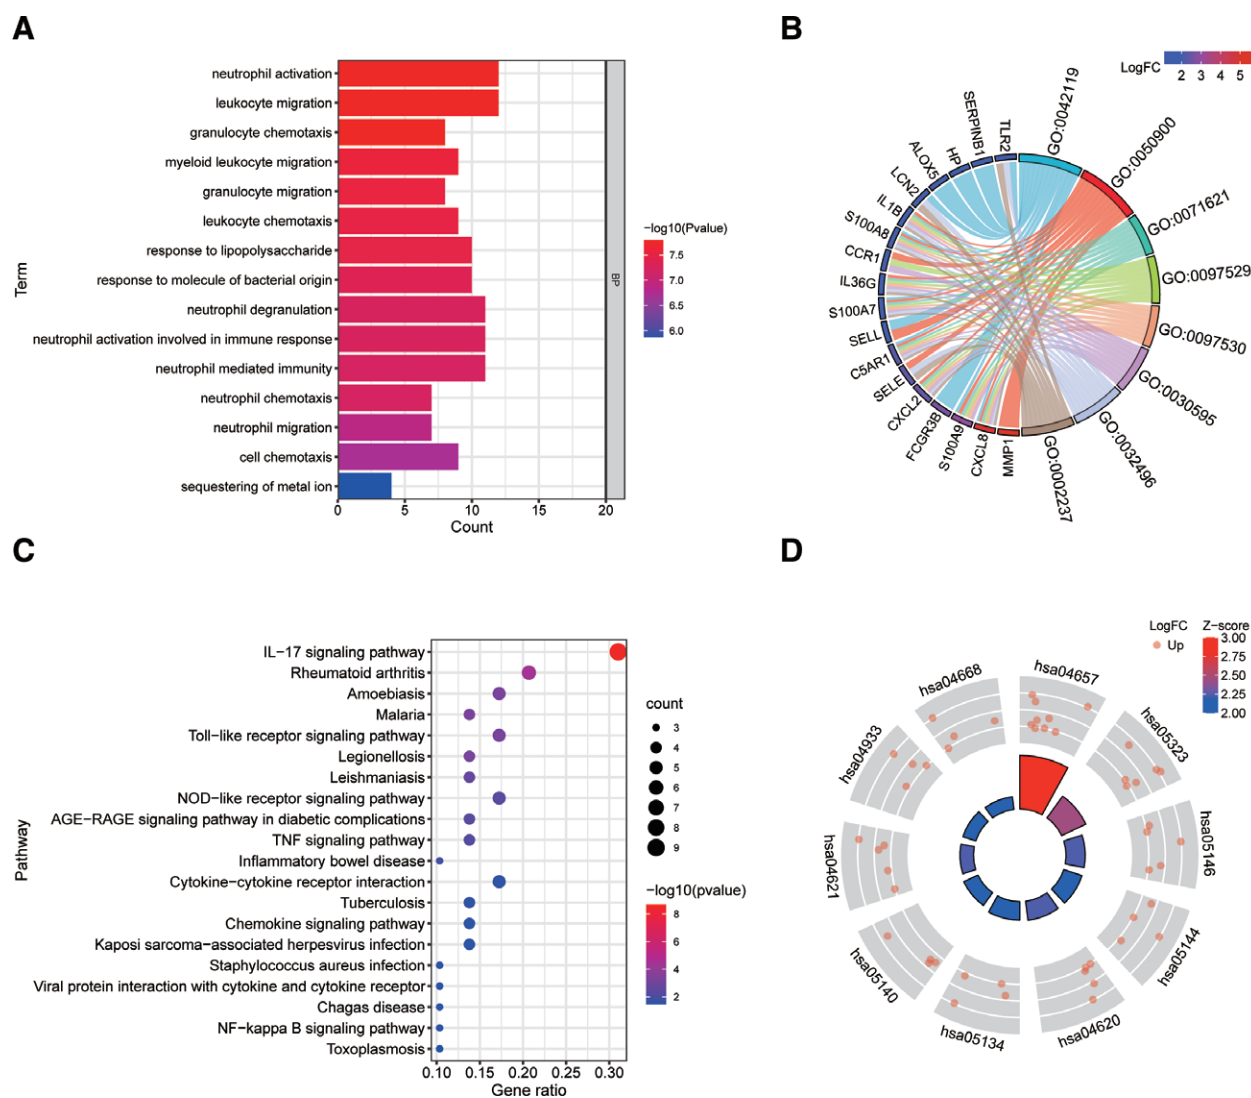 A
neutrophil activation
leukocyte migration
granulocyte chemotaxis
myeloid leukocyte migration
granulocyte migration
leukocyte chemotaxis
response to lipopolysaccharide
response to molecule of bacterial origin
neutrophil degranulation
neutrophil activation involved in immune response
neutrophil mediated immunity
neutrophil chemotaxis
neutrophil migration
cell chemotaxis
sequestering of metal ion
Term
0 5 10 15 20
Count
BP
−log10(Pvalue)
7.5
7.0
6.5
6.0
B
LogFC
2 3 4 5
GO:0042119
GO:0050900
GO:0071621
GO:0097529
GO:0097530
GO:0030595
GO:0032496
GO:0002237
MMP1
CXCL8
S100A9
FCGR3B
CXCL2
SELE
C5AR1
SELL
S100A7
IL36G
CCR1
S100A8
IL1B
LCN2
ALOX5
HP
SERPINB1
TLR2
C
IL−17 signaling pathway
Rheumatoid arthritis
Amoebiasis
Malaria
Toll−like receptor signaling pathway
Legionellosis
Leishmaniasis
NOD−like receptor signaling pathway
AGE−RAGE signaling pathway in diabetic complications
TNF signaling pathway
Inflammatory bowel disease
Cytokine−cytokine receptor interaction
Tuberculosis
Chemokine signaling pathway
Kaposi sarcoma−associated herpesvirus infection
Staphylococcus aureus infection
Viral protein interaction with cytokine and cytokine receptor
Chagas disease
NF−kappa B signaling pathway
Toxoplasmosis
Pathway
0.10 0.15 0.20 0.25 0.30
Gene ratio
count
3
4
5
6
7
8
9
−log10(pvalue)
8
6
4
2
D
LogFC
Up
Z−score
3.00
2.75
2.50
2.25
2.00
hsa04657
hsa05323
hsa05146
hsa05144
hsa04620
hsa05134
hsa05140
hsa04621
hsa04933
hsa04668